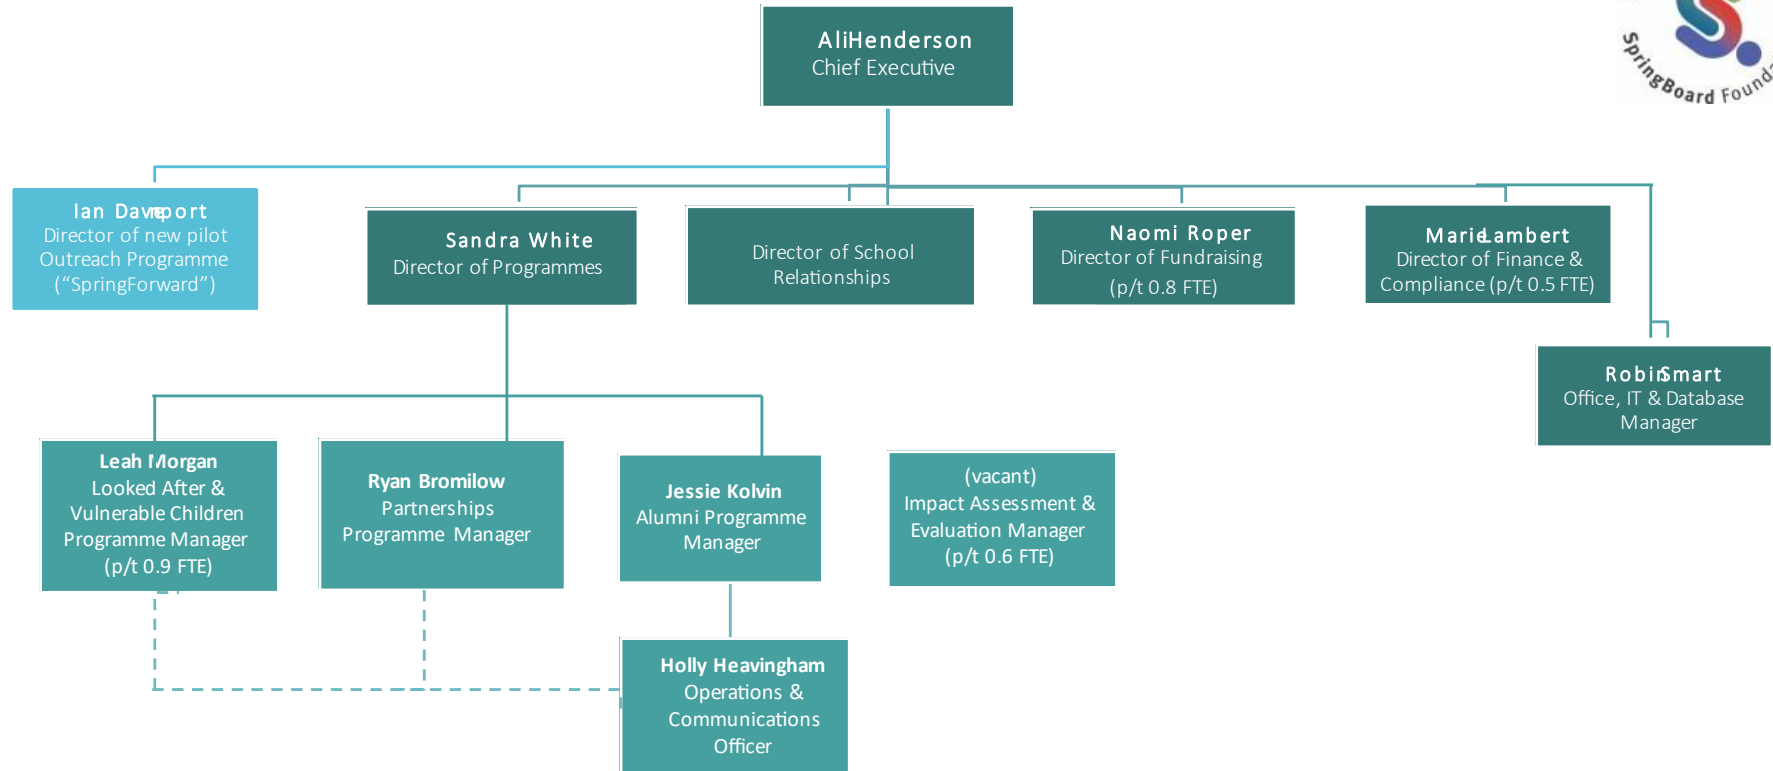 Ali Henderson
Chief Executive
SpringBoard
Ian Davenport
Director of new pilot
Outreach Programme
(“SpringForward”)
Sandra White
Director of Programmes
Director of School
Relationships
Naomi Roper
Director of Fundraising
(p/t 0.8 FTE)
Marie Lambert
Director of Finance &
Compliance (p/t 0.5 FTE)
Robin Smart
Office, IT & Database
Manager
Leah Morgan
Looked After &
Vulnerable Children
Programme Manager
(p/t 0.9 FTE)
Ryan Bromilow
Partnerships
Programme Manager
Jessie Kolvin
Alumni Programme
Manager
(vacant)
Impact Assessment &
Evaluation Manager
(p/t 0.6 FTE)
Holly Heavingham
Operations &
Communications
Officer